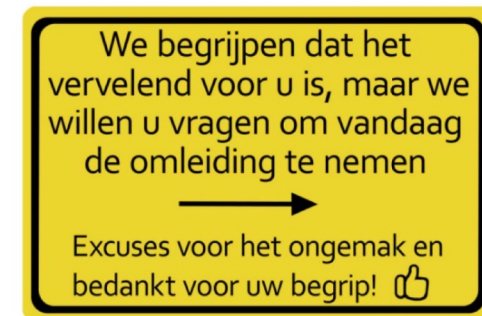 We begrijpen dat het
vervelend voor u is, maar we
willen u vragen om vandaag
de omleiding te nemen
Excuses voor het ongemak en
bedankt voor uw begrip!